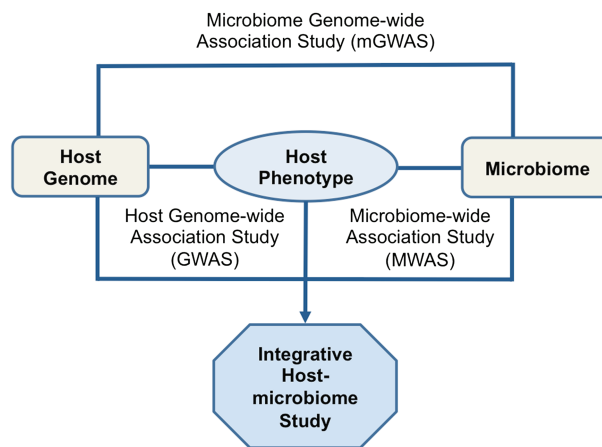 Microbiome Genome-wide
Association Study (mGWAS)
Host
Genome
Host
Phenotype
Microbiome
Host Genome-wide
Association Study
(GWAS)
Microbiome-wide
Association Study
(MWAS)
Integrative
Host-
microbiome
Study